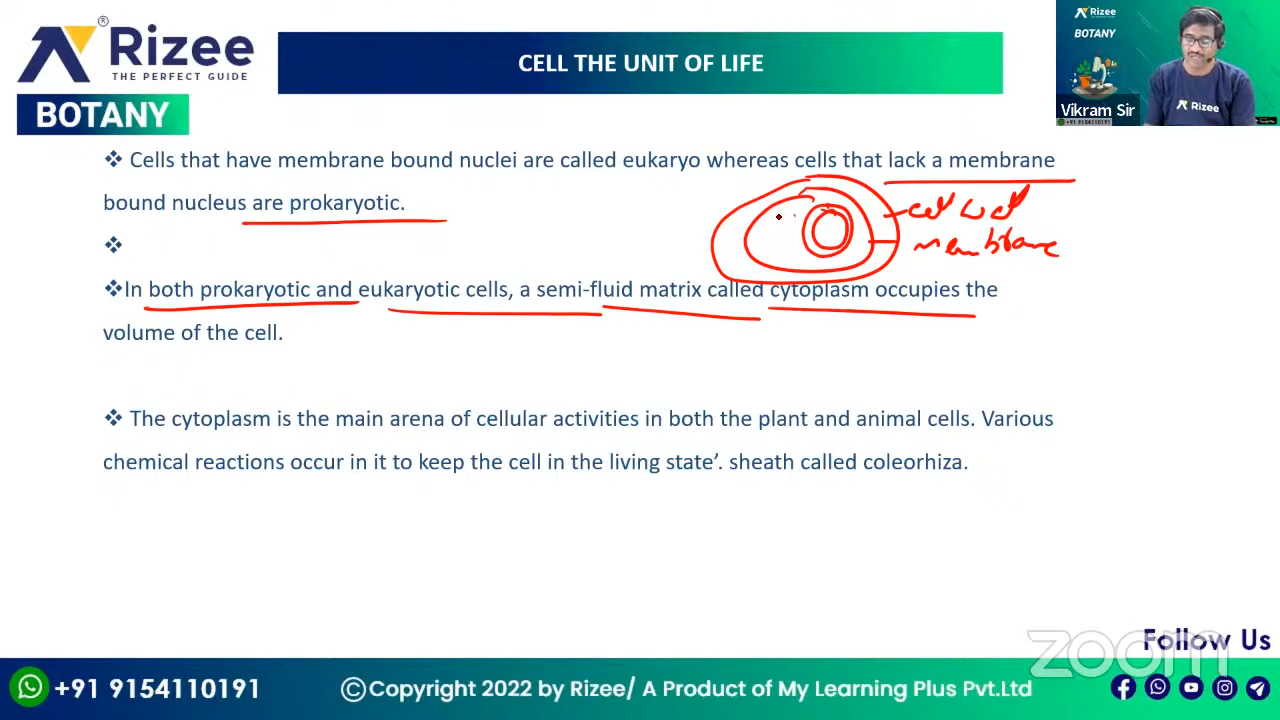 Rizee®
THE PERFECT GUIDE
BOTANY
CELL THE UNIT OF LIFE
Rizee
BOTANY
Rizee
Vikram Sir
+91 9154110191
❖ Cells that have membrane bound nuclei are called eukaryo whereas cells that lack a membrane
bound nucleus are prokaryotic.
cell wall
membrane
❖
❖In both prokaryotic and eukaryotic cells, a semi-fluid matrix called cytoplasm occupies the
volume of the cell.
❖ The cytoplasm is the main arena of cellular activities in both the plant and animal cells. Various
chemical reactions occur in it to keep the cell in the living state’. sheath called coleorhiza.
zoom
Follow Us
+91 9154110191
©Copyright 2022 by Rizee/ A Product of My Learning Plus Pvt.Ltd